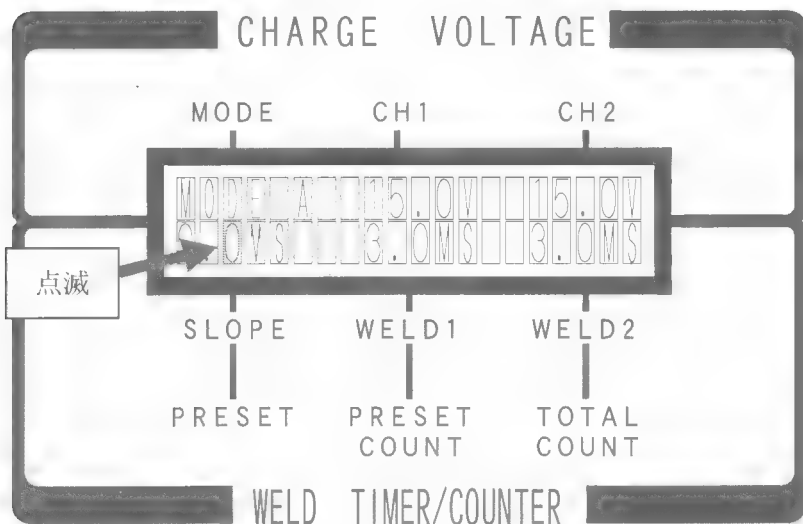 CHARGE VOLTAGE
MODE CH1 CH2
MODE A 15.0V 15.0V
0VS 3.0MS 3.0MS
点滅
SLOPE WELD1 WELD2
PRESET PRESET COUNT TOTAL COUNT
WELD TIMER/COUNTER